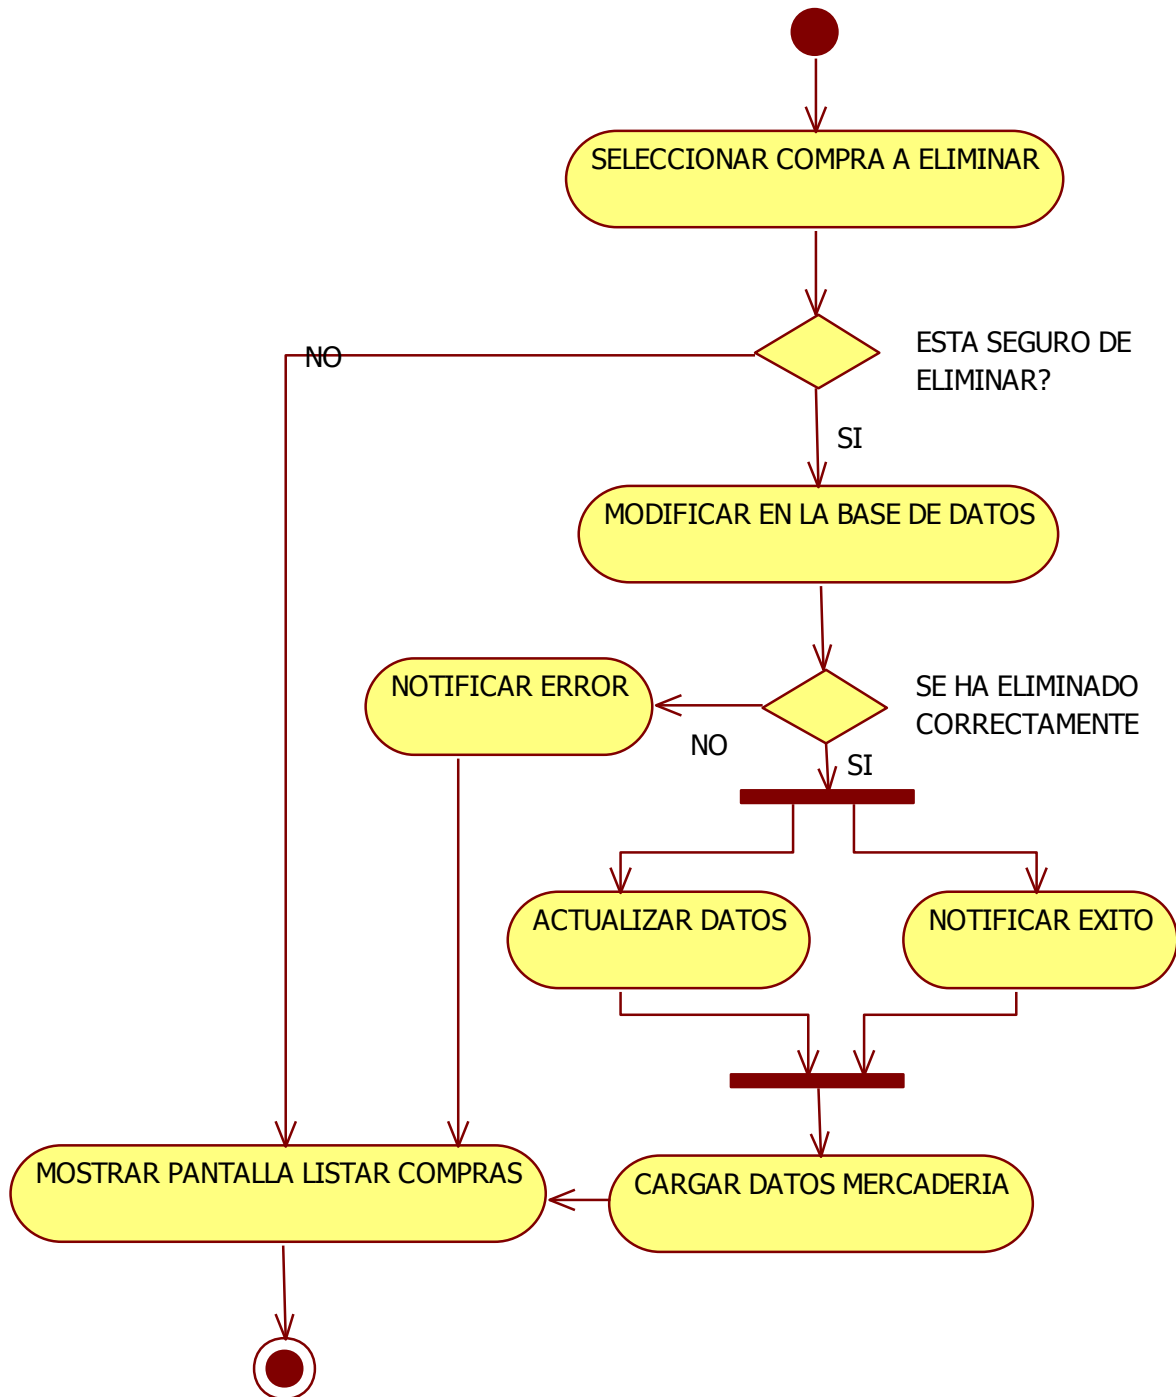 SELECCIONAR COMPRA A ELIMINAR
ESTA SEGURO DE
ELIMINAR?
NO
SI
MODIFICAR EN LA BASE DE DATOS
NOTIFICAR ERROR
SE HA ELIMINADO
CORRECTAMENTE
NO
SI
ACTUALIZAR DATOS
NOTIFICAR EXITO
MOSTRAR PANTALLA LISTAR COMPRAS
CARGAR DATOS MERCADERIA